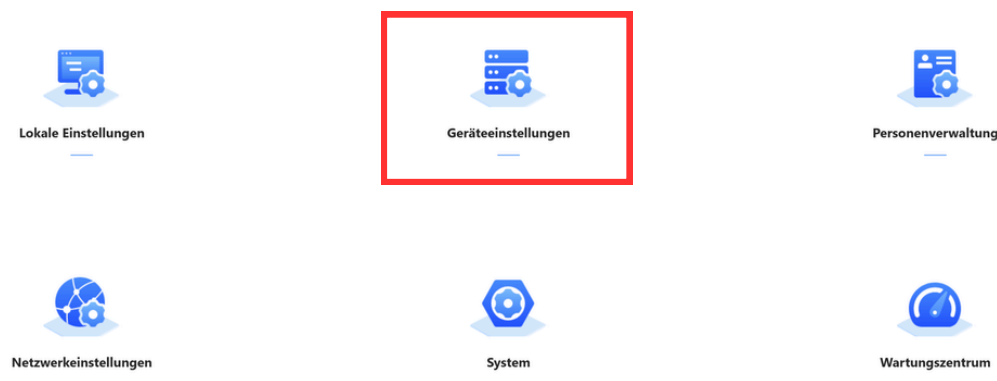 Lokale Einstellungen
Geräteeinstellungen
Personenverwaltung
Netzwerkeinstellungen
System
Wartungszentrum